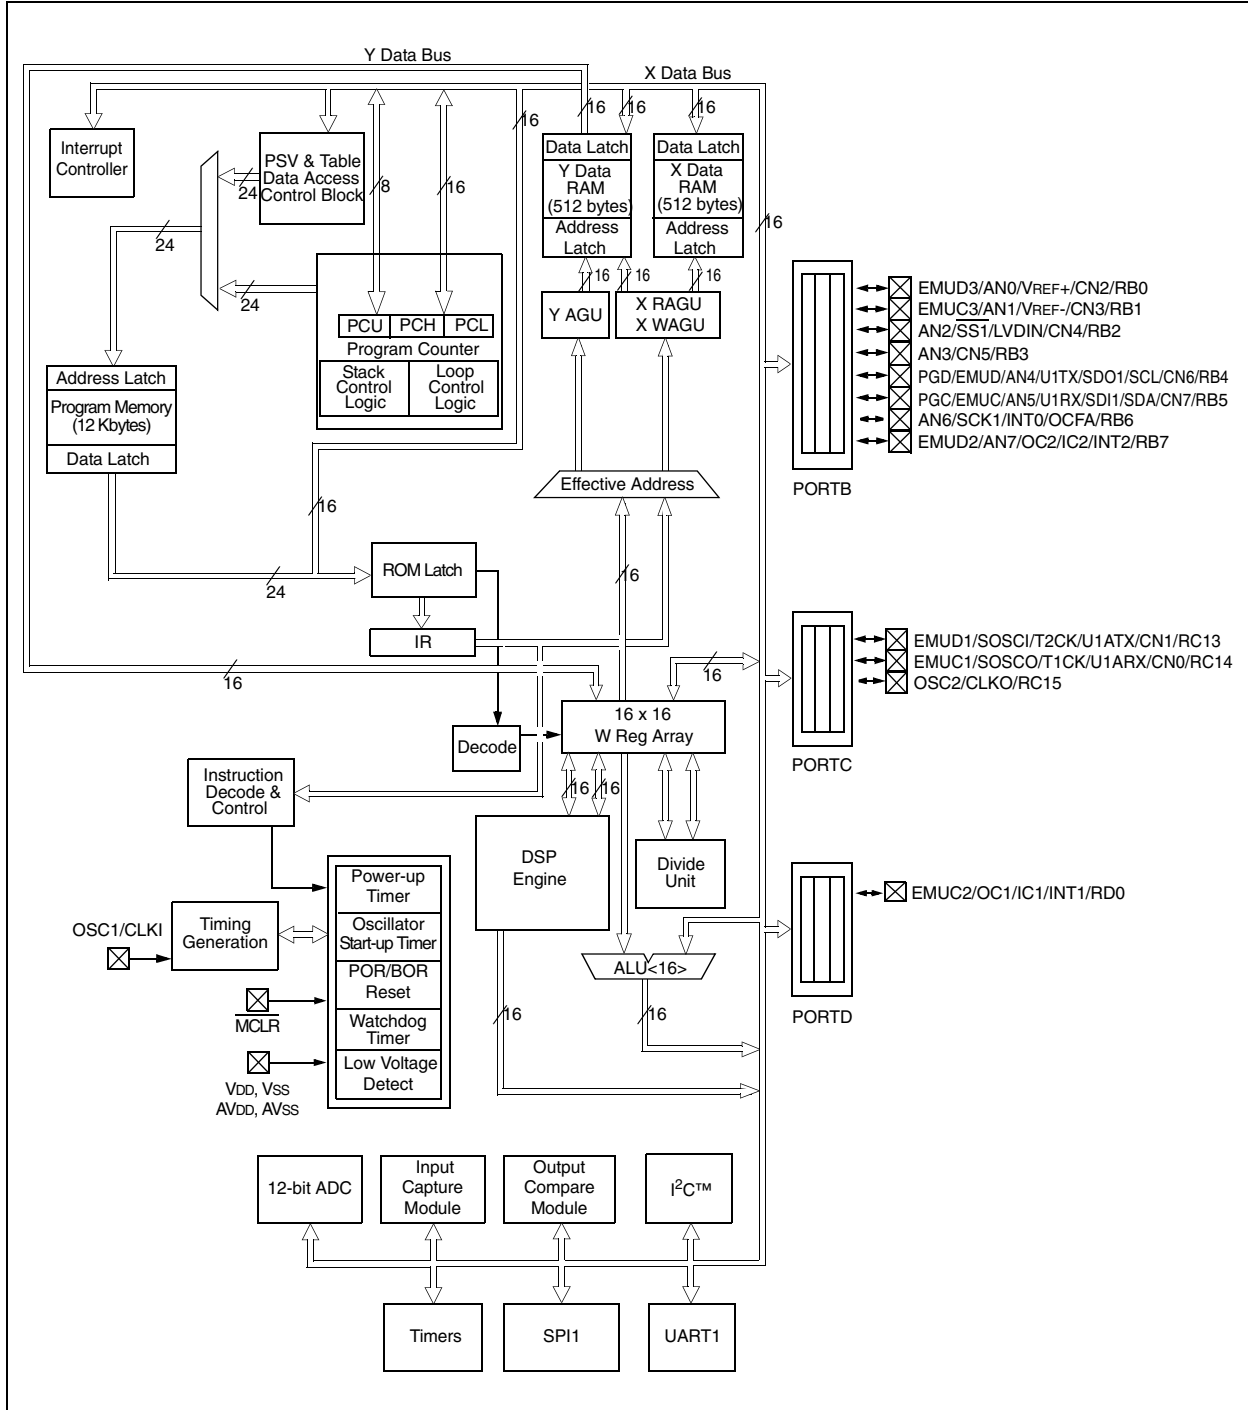 Y Data Bus
X Data Bus
16
16
16
16
Interrupt
Controller
PSV & Table
Data Access
Control Block
24
8
16
24
24
Data Latch
Y Data
RAM
(512 bytes)
Address
Latch
Data Latch
X Data
RAM
(512 bytes)
Address
Latch
16
16
16
16
Y AGU
X RAGU
X WAGU
PCU
PCH
PCL
Program Counter
Stack
Control
Logic
Loop
Control
Logic
Address Latch
Program Memory
(12 Kbytes)
Data Latch
Effective Address
16
16
24
ROM Latch
IR
16
16
16 x 16
W Reg Array
Decode
Instruction
Decode &
Control
16
16
DSP
Engine
Divide
Unit
Power-up
Timer
Oscillator
Start-up Timer
POR/BOR
Reset
Watchdog
Timer
Low Voltage
Detect
OSC1/CLKI
Timing
Generation
MCLR
VDD, VSS
AVDD, AVSS
ALU<16>
16
16
EMUD3/AN0/VREF+/CN2/RB0
EMUC3/AN1/VREF-/CN3/RB1
AN2/SS1/LVDIN/CN4/RB2
AN3/CN5/RB3
PGD/EMUD/AN4/U1TX/SDO1/SCL/CN6/RB4
PGC/EMUC/AN5/U1RX/SDI1/SDA/CN7/RB5
AN6/SCK1/INT0/OCFA/RB6
EMUD2/AN7/OC2/IC2/INT2/RB7
PORTB
EMUD1/SOSCI/T2CK/U1ATX/CN1/RC13
EMUC1/SOSCO/T1CK/U1ARX/CN0/RC14
OSC2/CLKO/RC15
PORTC
EMUC2/OC1/IC1/INT1/RD0
PORTD
12-bit ADC
Input
Capture
Module
Output
Compare
Module
I²C™
Timers
SPI1
UART1